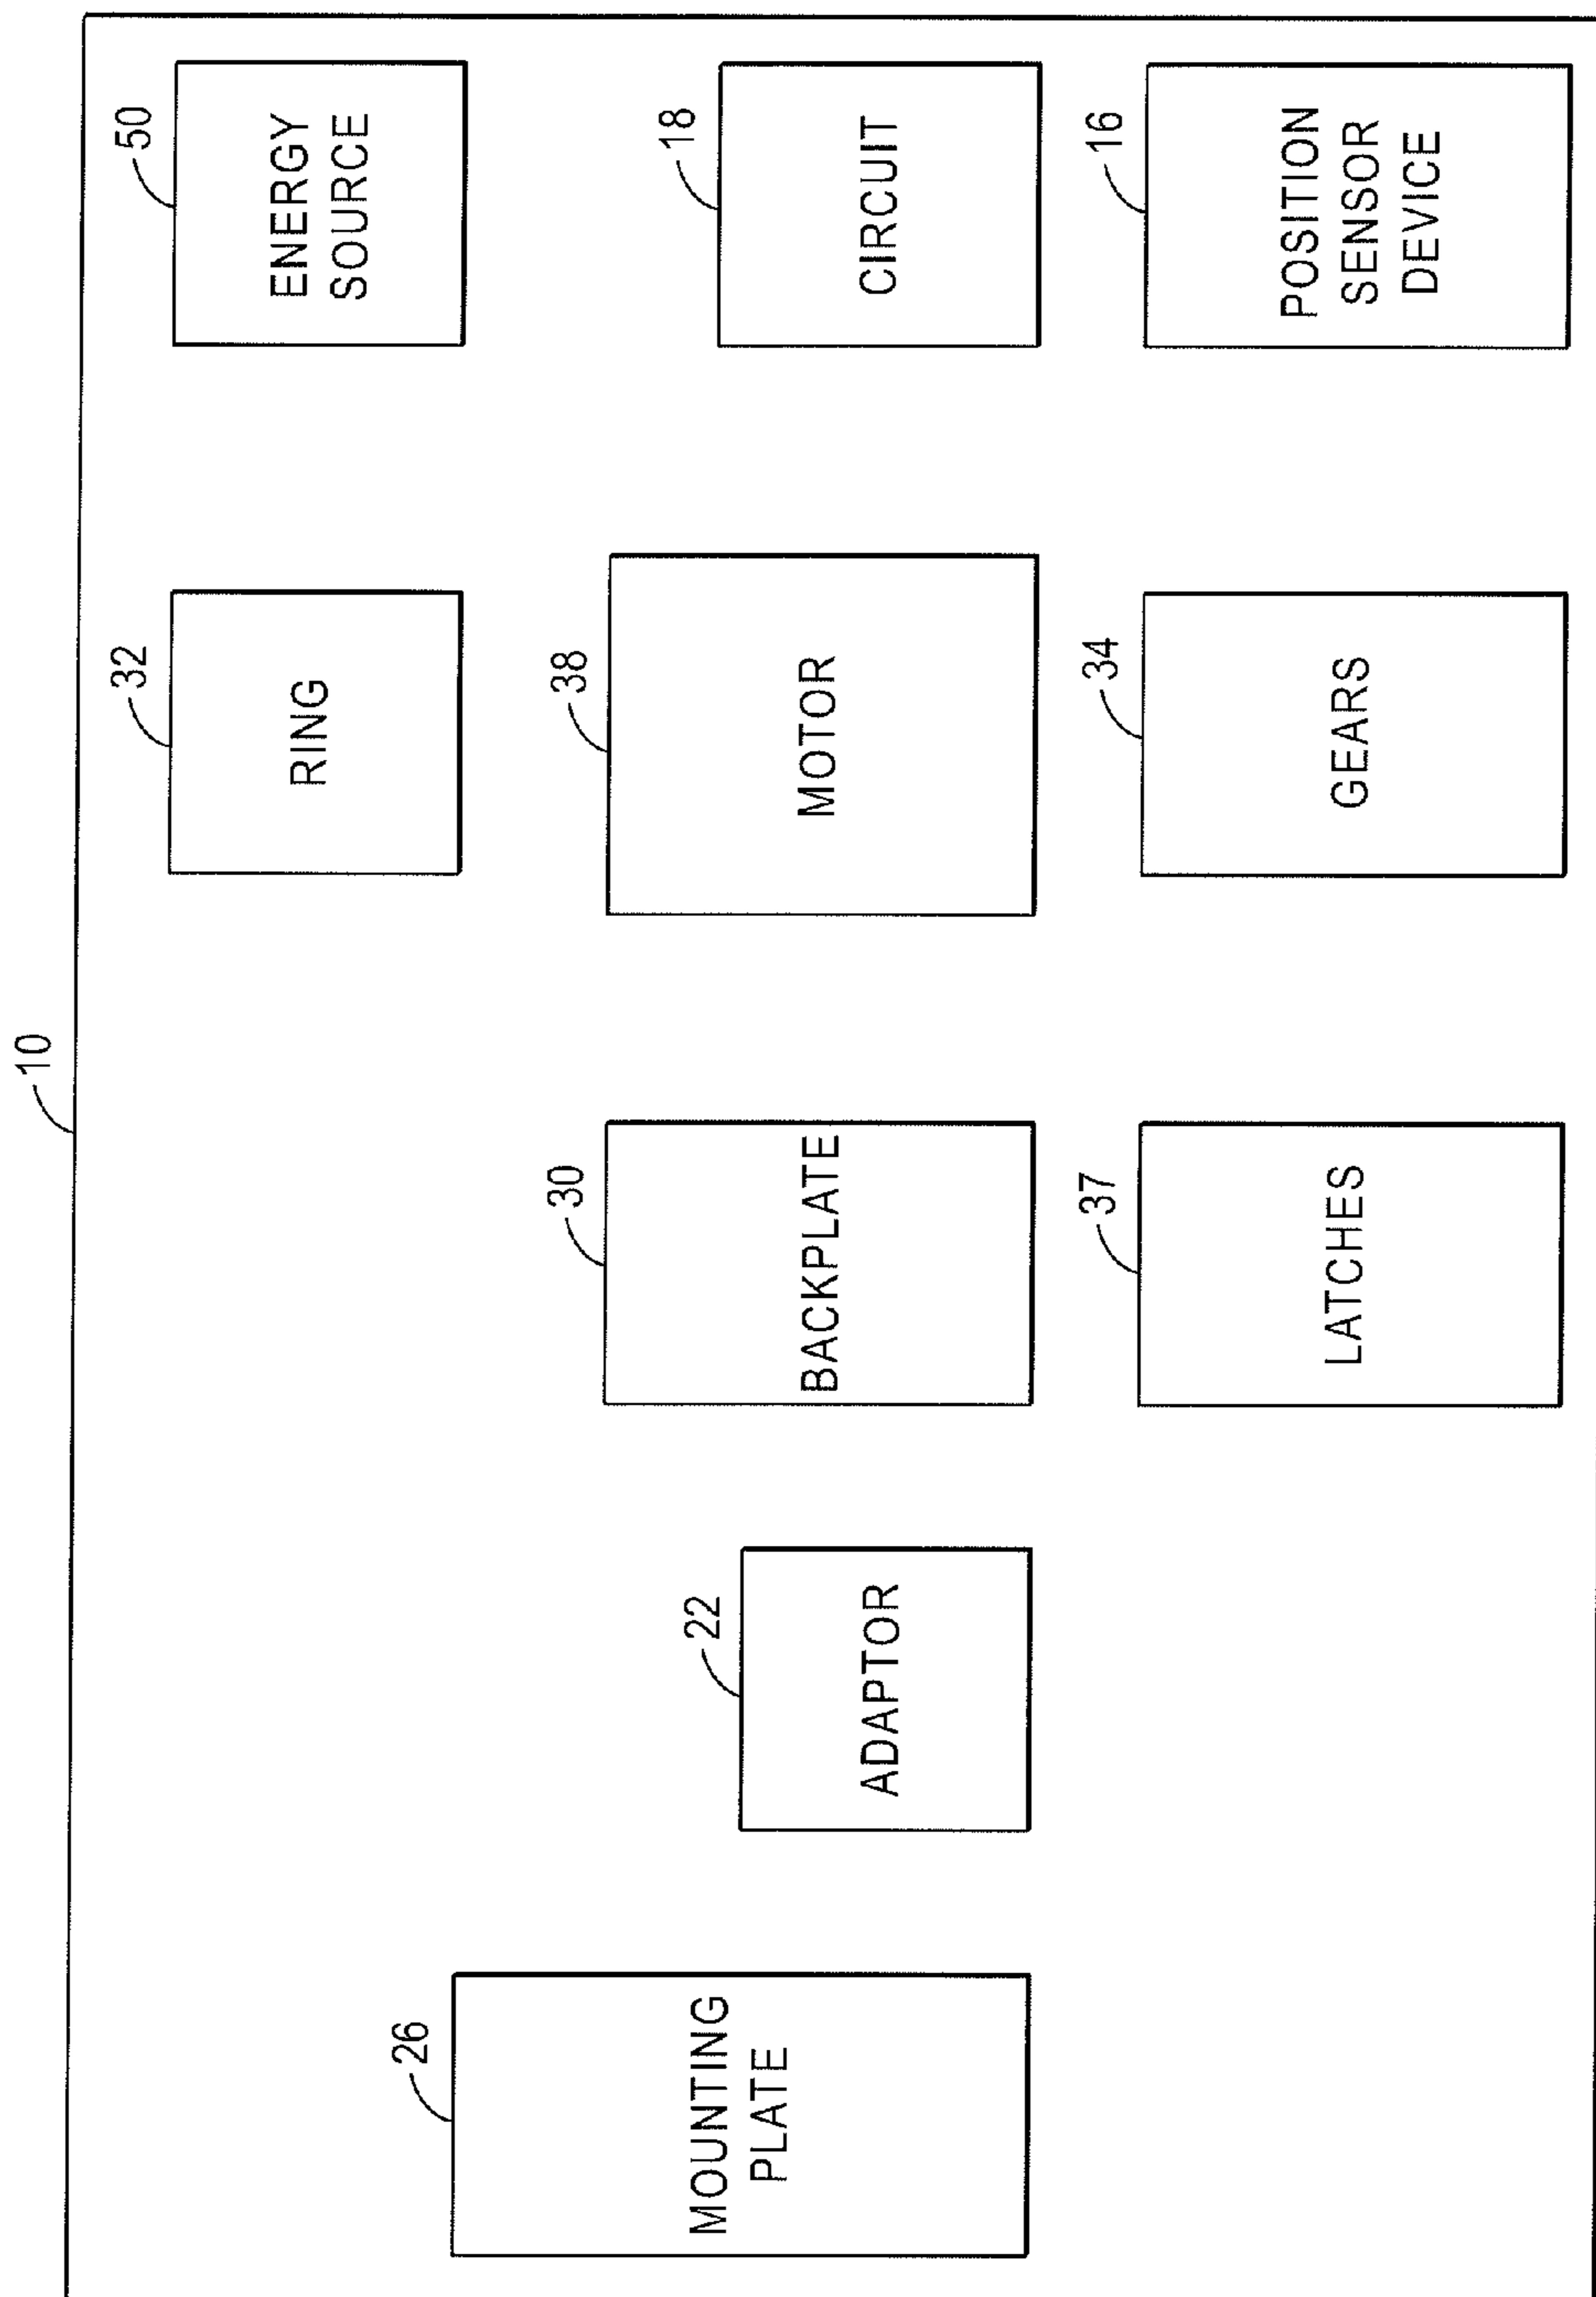 10
32
RING
50
ENERGY
SOURCE
26
MOUNTING
PLATE
22
ADAPTOR
30
BACKPLATE
38
MOTOR
18
CIRCUIT
37
LATCHES
34
GEARS
16
POSITION
SENSOR
DEVICE